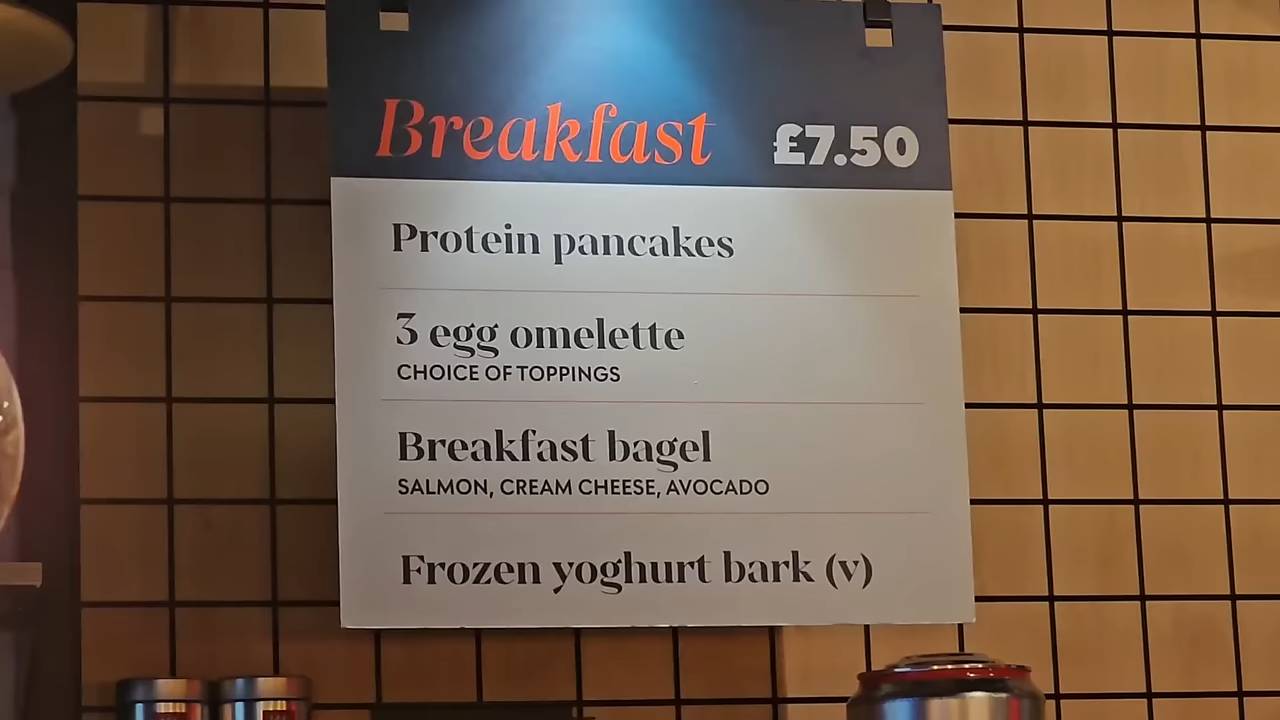 Breakfast £7.50
Protein pancakes
3 egg omelette
CHOICE OF TOPPINGS
Breakfast bagel
SALMON, CREAM CHEESE, AVOCADO
Frozen yoghurt bark (v)